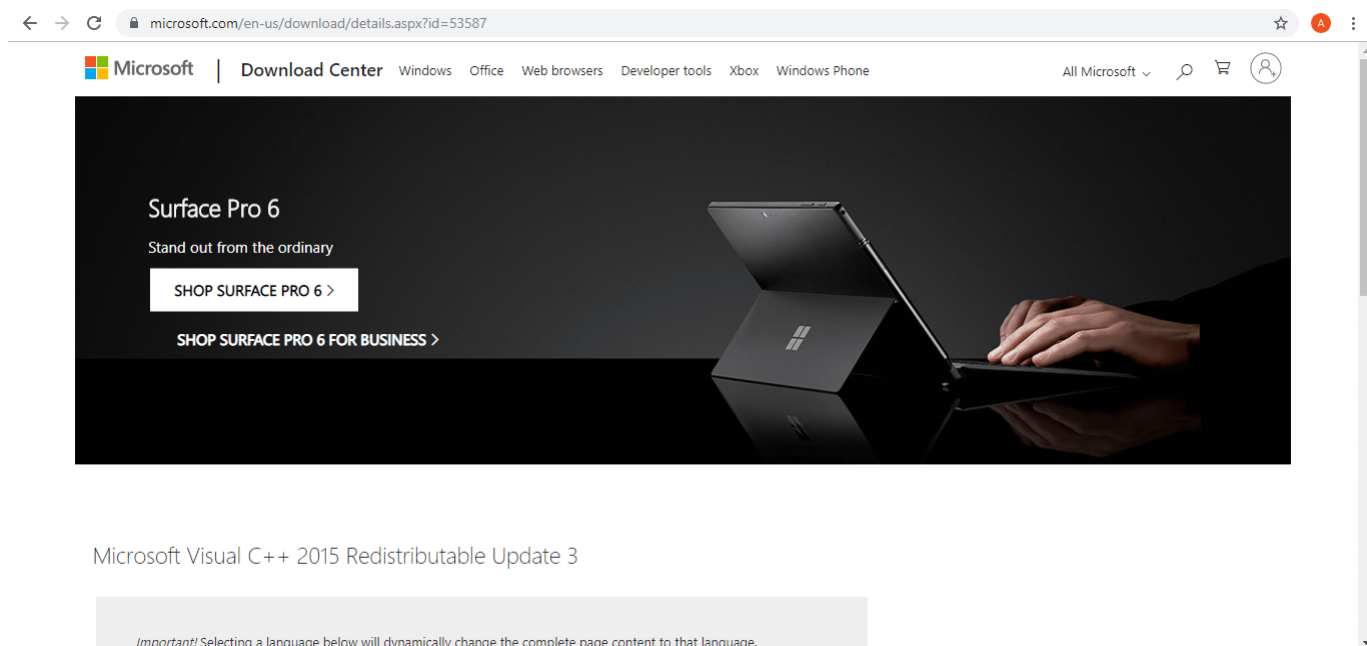 microsoft.com/en-us/download/details.aspx?id=53587
A
Microsoft | Download Center Windows Office Web browsers Developer tools Xbox Windows Phone All Microsoft
Surface Pro 6
Stand out from the ordinary
SHOP SURFACE PRO 6 >
SHOP SURFACE PRO 6 FOR BUSINESS >
Microsoft Visual C++ 2015 Redistributable Update 3
Important! Selecting a language below will dynamically change the complete page content to that language.